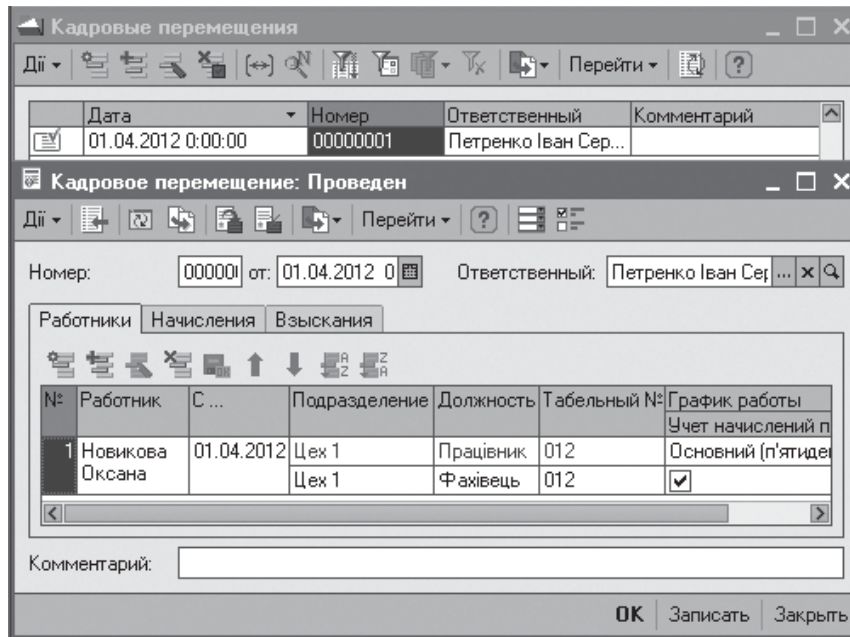 Кадровые перемещения
Дії Перейти
Дата Номер Ответственный Комментарий
01.04.2012 0:00:00 00000001 Петренко Іван Сер...
Кадровое перемещение: Проведен
Дії Перейти
Номер: 00000 от: 01.04.2012 0 Ответственный: Петренко Іван Сер ...
Работники Начисления Взыскания
№ Работник С ... Подразделение Должность Табельный № График работы
Учет начислений п
1 Новикова Оксана 01.04.2012 Цех 1 Працівник 012 Основний (п'ятиден
Цех 1 Фахівець 012
Комментарий:
OK Записать Закрыть